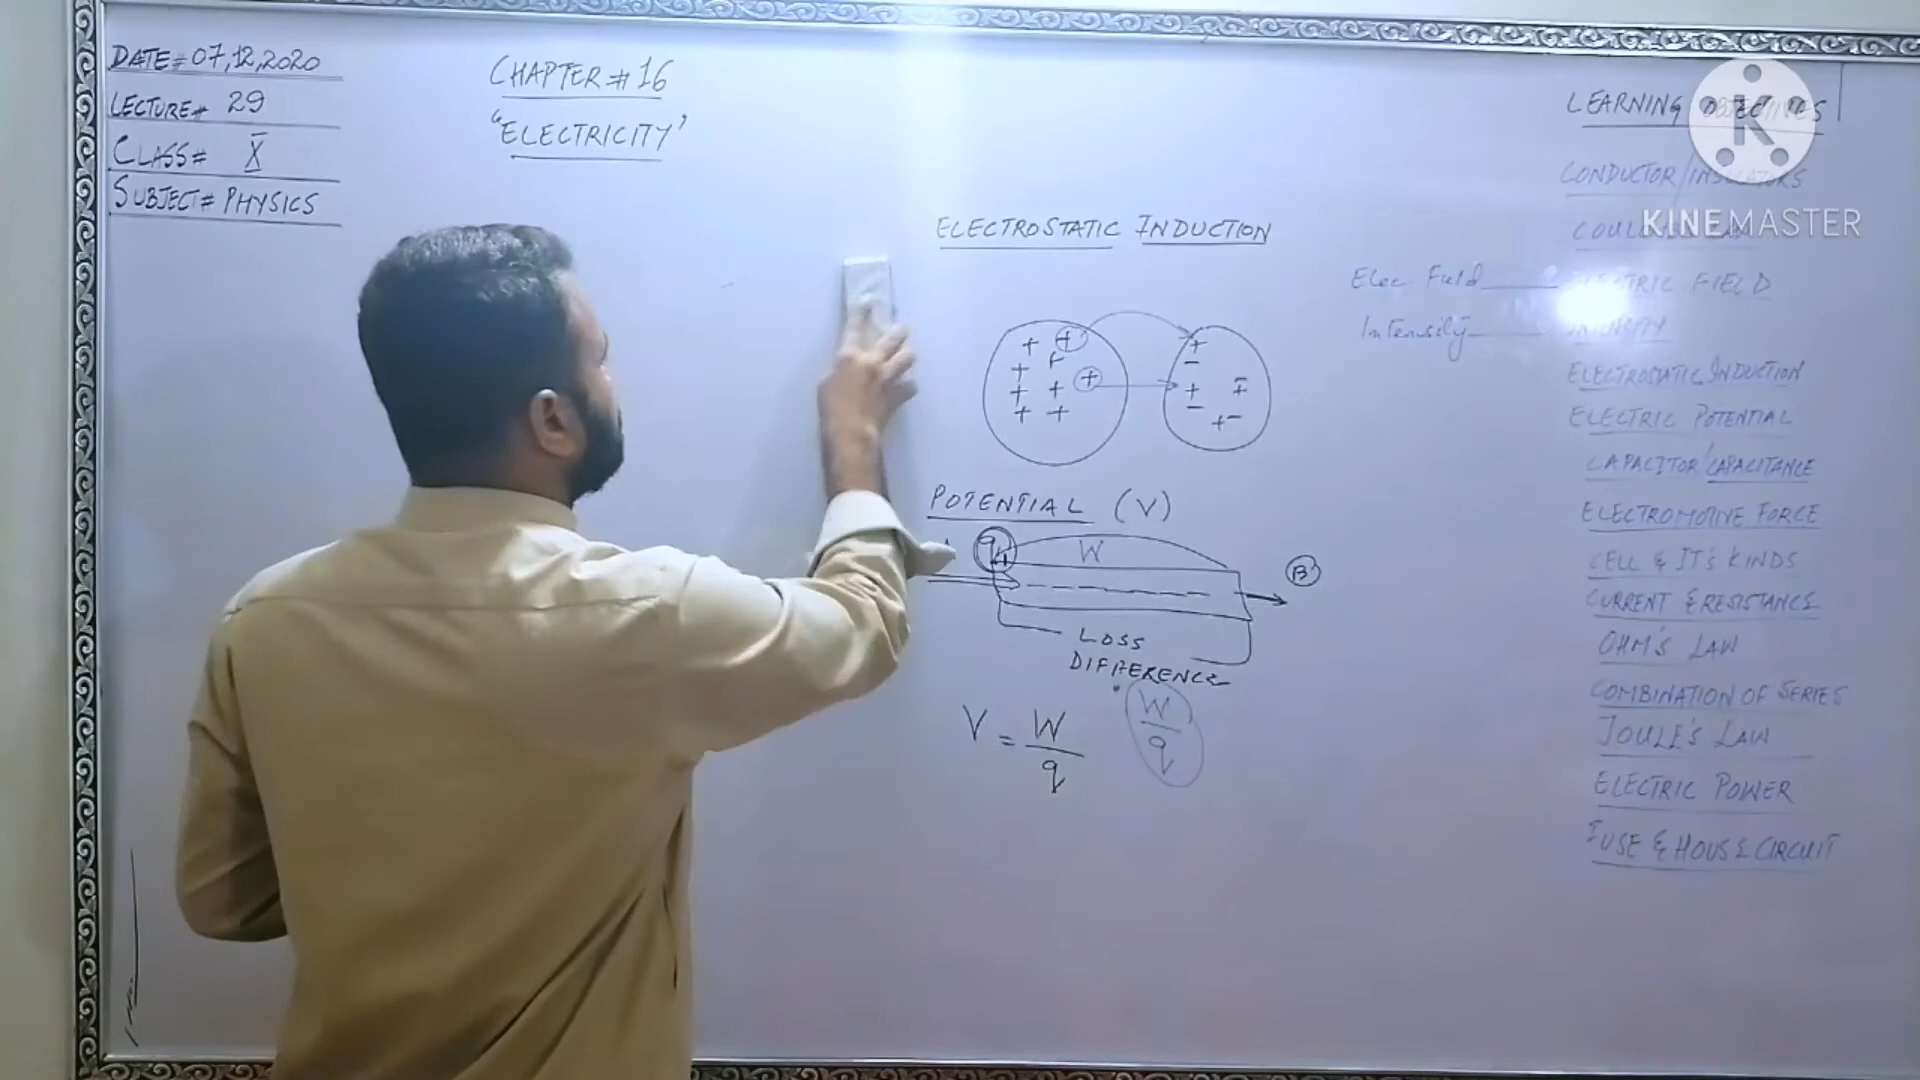 DATE# 07,12,2020
LECTURE# 29
CLASS# X
SUBJECT# PHYSICS
CHAPTER # 16
"ELECTRICITY"
ELECTROSTATIC INDUCTION
+ + + + + + + + + +
+ − + − − + + −
POTENTIAL (V)
q
W
B
LOSS
DIFFERENCE
V = W/q
W/q
LEARNING
K
KINEMASTER
CONDUCTOR/
Elec. Field FIELD
Intensity
ELECTROSTATIC INDUCTION
ELECTRIC POTENTIAL
CAPACITOR/CAPACITANCE
ELECTROMOTIVE FORCE
CELL & IT'S KINDS
CURRENT & RESISTANCE
OHM'S LAW
COMBINATION OF SERIES
JOULE'S LAW
ELECTRIC POWER
FUSE & HOUSE CIRCUIT